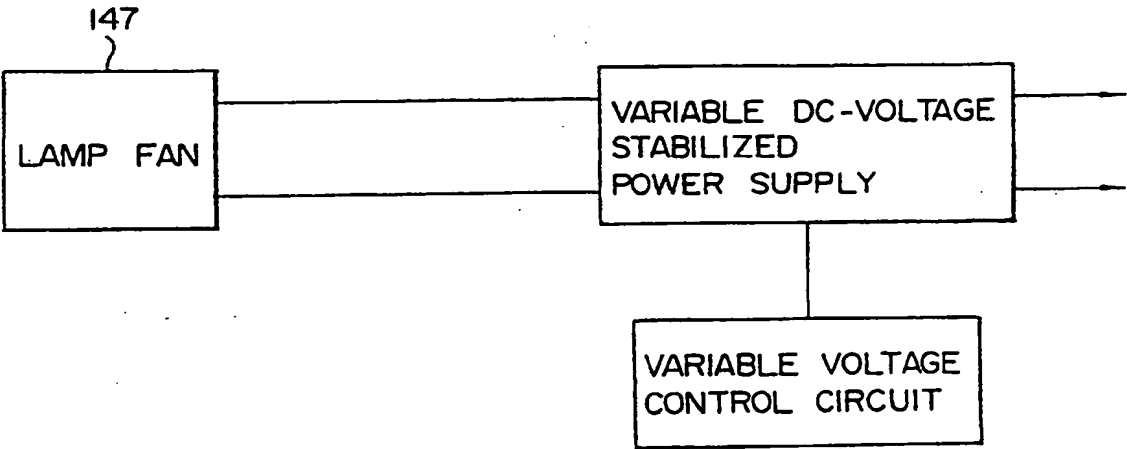 147
LAMP FAN
VARIABLE DC-VOLTAGE
STABILIZED
POWER SUPPLY
VARIABLE VOLTAGE
CONTROL CIRCUIT